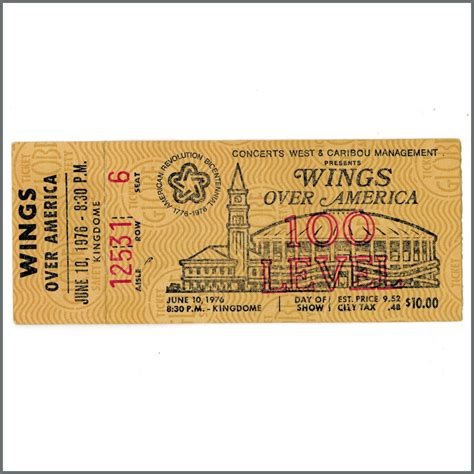 WINGS
OVER AMERICA
JUNE 10, 1976 - 8:30 P.M.
KINGDOME
12531 6
AISLE ROW SEAT
AMERICAN REVOLUTION BICENTENNIAL
1776-1976
CONCERTS WEST & CARIBOU MANAGEMENT
PRESENTS
WINGS
OVER AMERICA
100
LEVEL
JUNE 10, 1976
8:30 P.M. - KINGDOME
DAY OF
SHOW
EST. PRICE 9.52
CITY TAX .48
$10.00